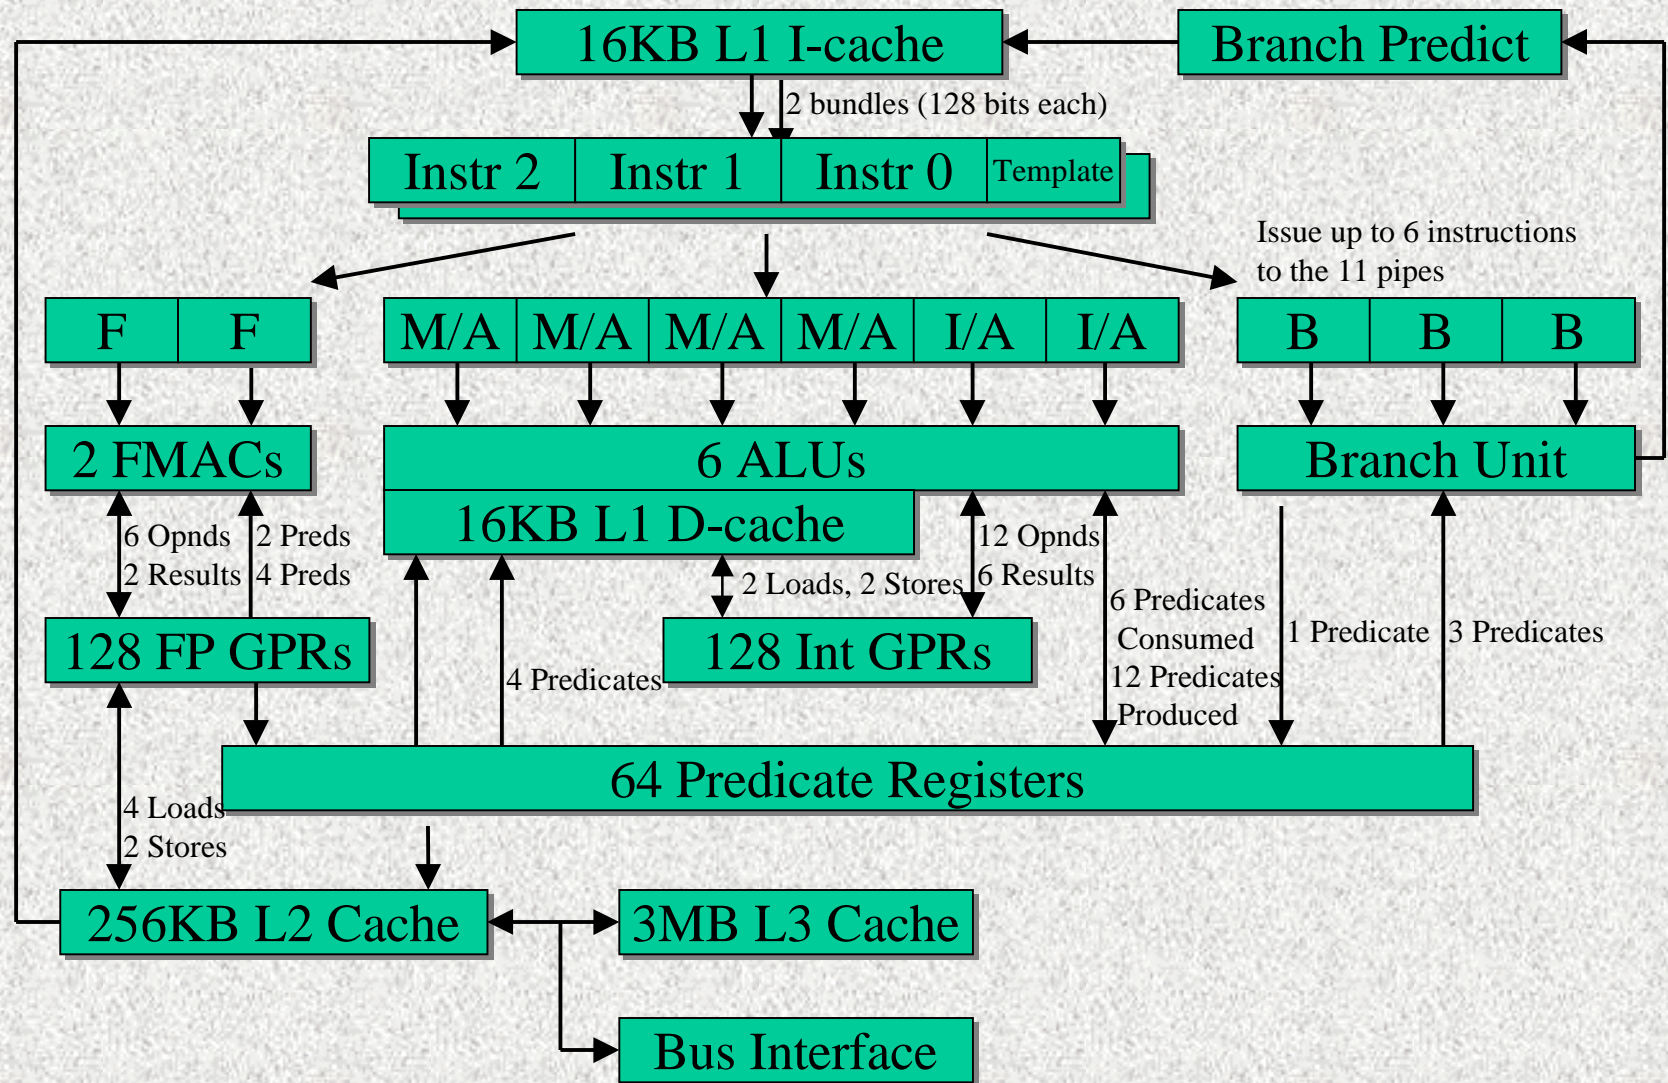 16KB L1 I-cache
Branch Predict
2 bundles (128 bits each)
Instr 2
Instr 1
Instr 0
Template
Issue up to 6 instructions
to the 11 pipes
F
F
M/A
M/A
M/A
M/A
I/A
I/A
B
B
B
2 FMACs
6 ALUs
Branch Unit
16KB L1 D-cache
6 Opnds
2 Results
2 Preds
4 Preds
2 Loads, 2 Stores
12 Opnds
6 Results
6 Predicates
Consumed
12 Predicates
Produced
1 Predicate
3 Predicates
128 FP GPRs
128 Int GPRs
4 Predicates
64 Predicate Registers
4 Loads
2 Stores
256KB L2 Cache
3MB L3 Cache
Bus Interface